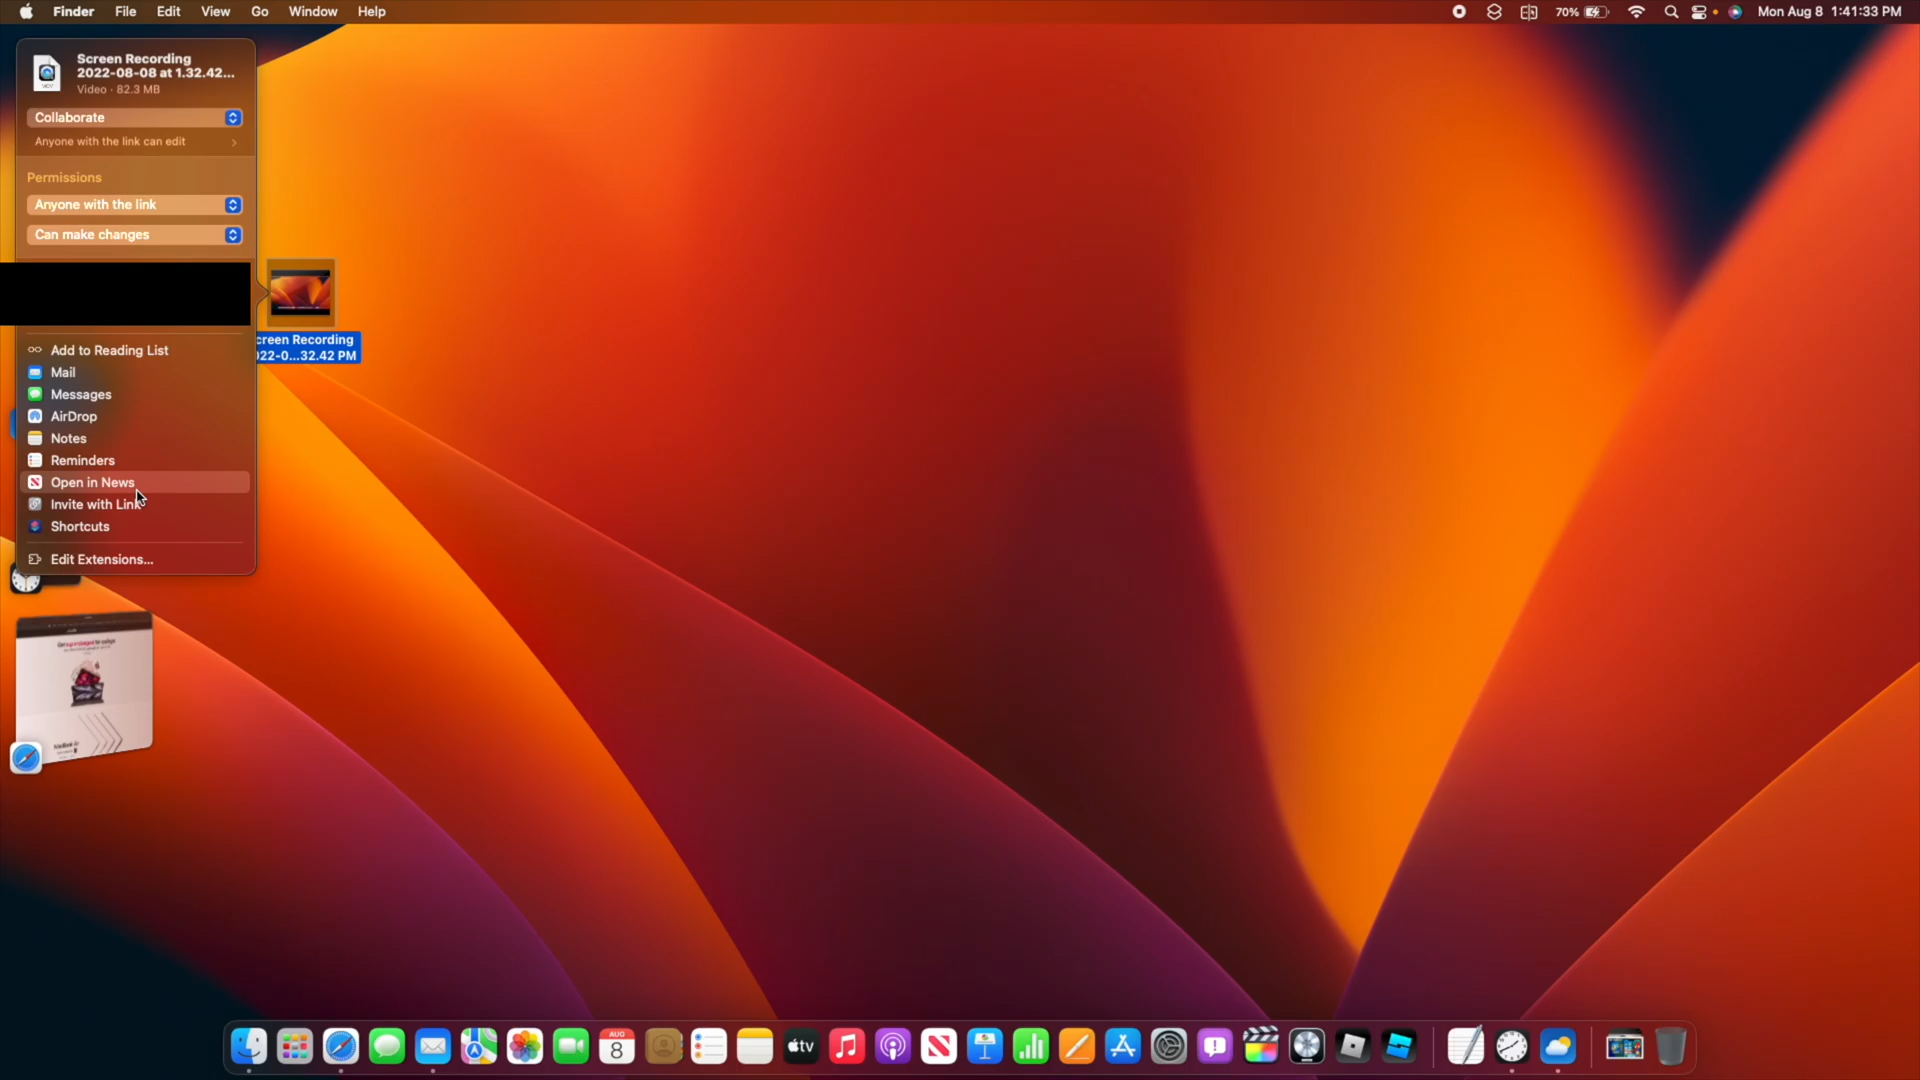 Finder File Edit View Go Window Help 70% Mon Aug 8 1:41:33 PM
Screen Recording
2022-08-08 at 1.32.42...
Video · 82.3 MB
Collaborate
Anyone with the link can edit
Permissions
Anyone with the link
Can make changes
creen Recording
022-0...32.42 PM
Add to Reading List
Mail
Messages
AirDrop
Notes
Reminders
Open in News
Invite with Link
Shortcuts
Edit Extensions...
AUG
8
tv